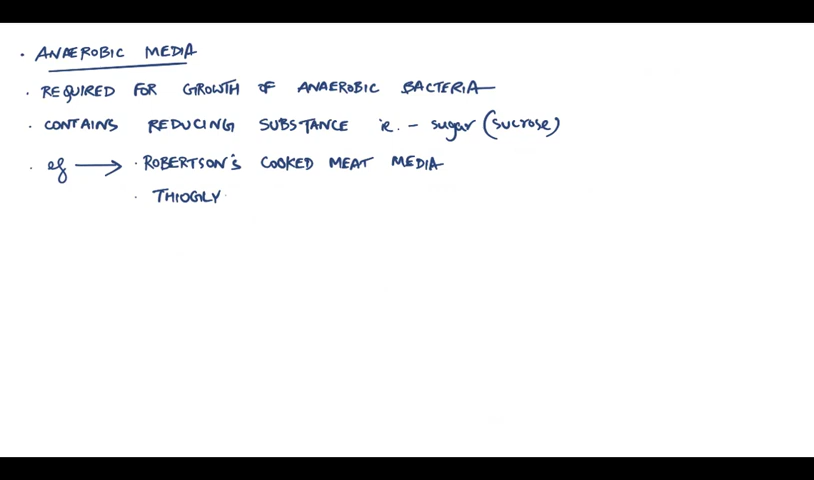 · ANAEROBIC MEDIA
· REQUIRED FOR GROWTH OF ANAEROBIC BACTERIA
· CONTAINS REDUCING SUBSTANCE ie. - sugar (sucrose)
· eg → · ROBERTSON'S COOKED MEAT MEDIA
· THIOGLY